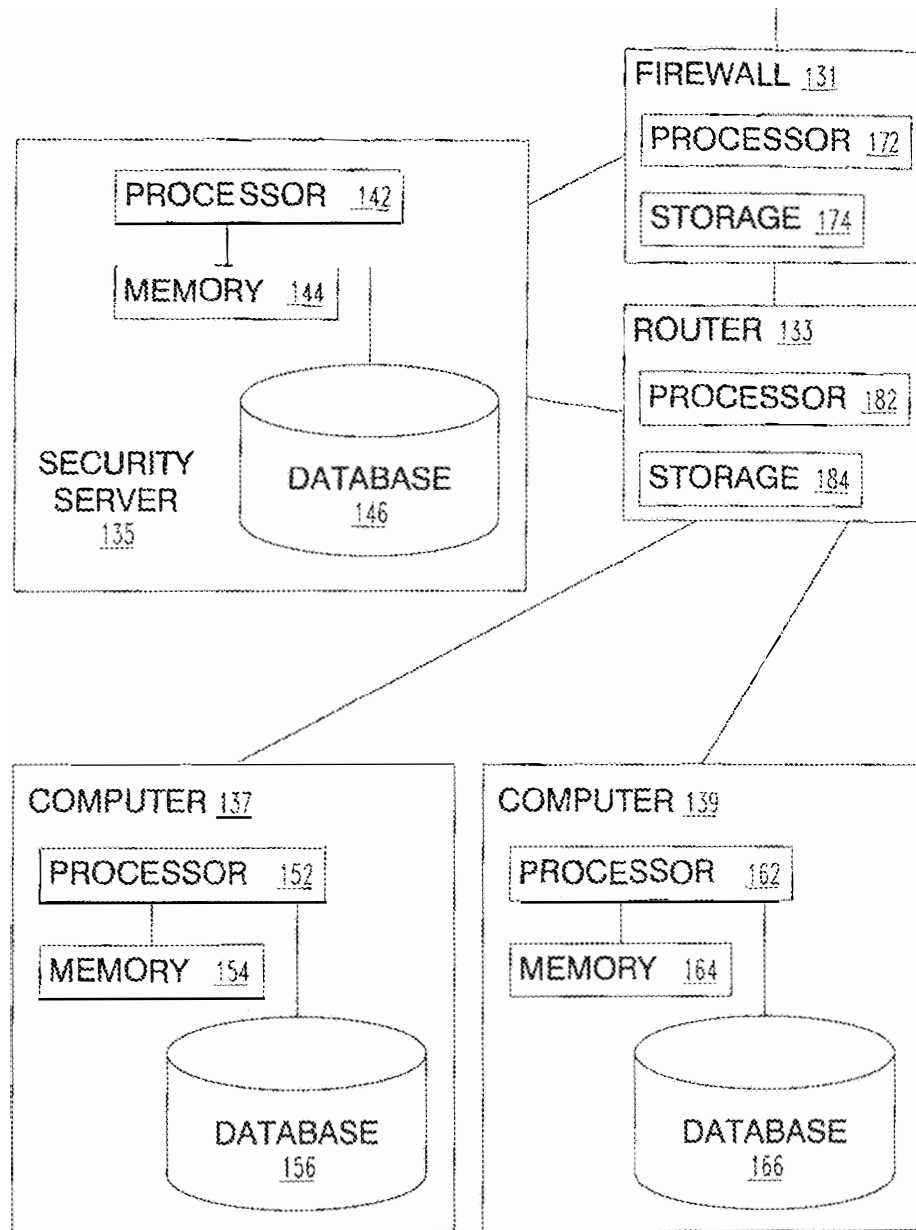 FIREWALL 131
PROCESSOR 172
STORAGE 174
PROCESSOR 142
MEMORY 144
DATABASE
146
SECURITY
SERVER
135
ROUTER 133
PROCESSOR 182
STORAGE 184
COMPUTER 137
PROCESSOR 152
MEMORY 154
DATABASE
156
COMPUTER 139
PROCESSOR 162
MEMORY 164
DATABASE
166